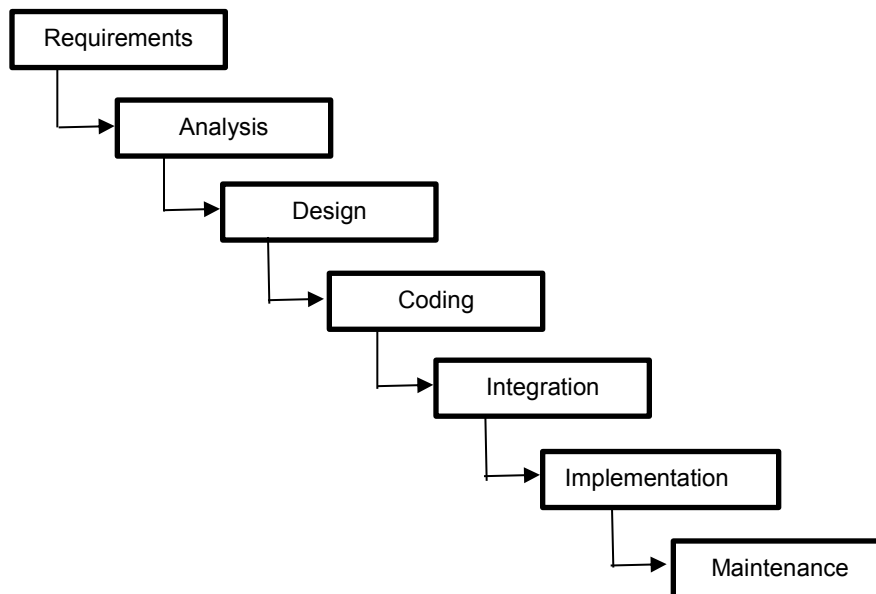 Requirements
Analysis
Design
Coding
Integration
Implementation
Maintenance